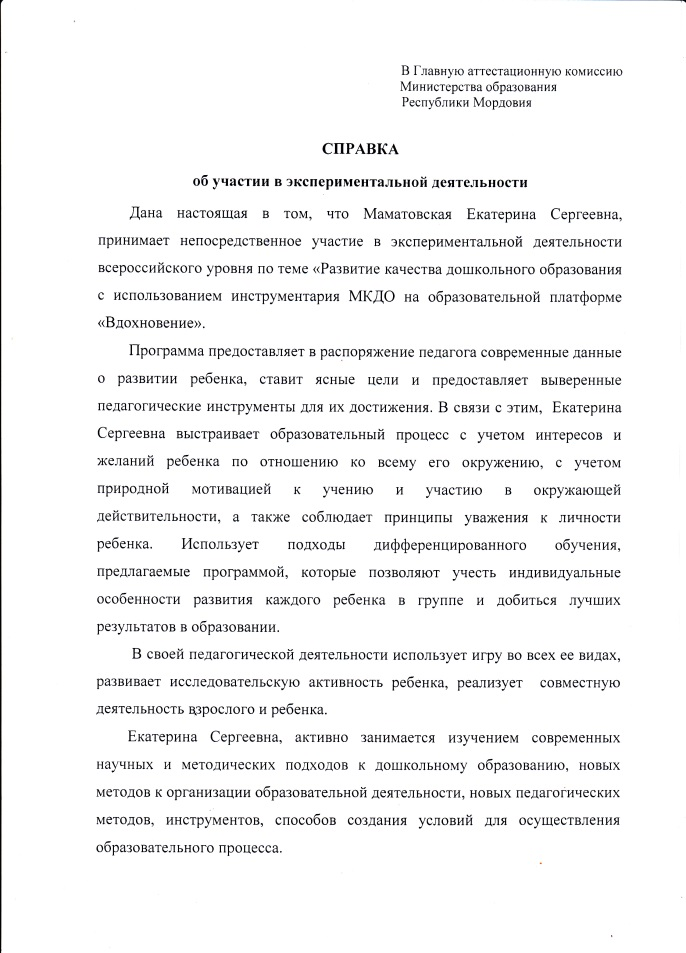 В Главную аттестационную комиссию
Министерства образования
Республики Мордовия
СПРАВКА
об участии в экспериментальной деятельности
Дана настоящая в том, что Маматовская Екатерина Сергеевна,
принимает непосредственное участие в экспериментальной деятельности
всероссийского уровня по теме «Развитие качества дошкольного образования
с использованием инструментария МКДО на образовательной платформе
«Вдохновение».
Программа предоставляет в распоряжение педагога современные данные
о развитии ребенка, ставит ясные цели и предоставляет выверенные
педагогические инструменты для их достижения. В связи с этим, Екатерина
Сергеевна выстраивает образовательный процесс с учетом интересов и
желаний ребенка по отношению ко всему его окружению, с учетом
природной мотивацией к учению и участию в окружающей
действительности, а также соблюдает принципы уважения к личности
ребенка. Использует подходы дифференцированного обучения,
предлагаемые программой, которые позволяют учесть индивидуальные
особенности развития каждого ребенка в группе и добиться лучших
результатов в образовании.
В своей педагогической деятельности использует игру во всех ее видах,
развивает исследовательскую активность ребенка, реализует совместную
деятельность взрослого и ребенка.
Екатерина Сергеевна, активно занимается изучением современных
научных и методических подходов к дошкольному образованию, новых
методов к организации образовательной деятельности, новых педагогических
методов, инструментов, способов создания условий для осуществления
образовательного процесса.